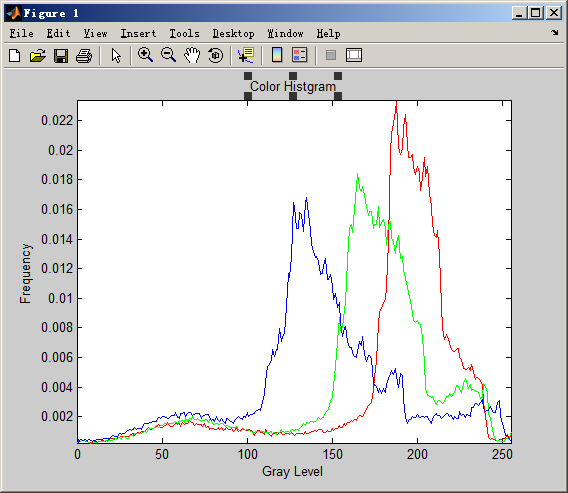 Figure 1
File Edit View Insert Tools Desktop Window Help
Color Histgram
0.022
0.02
0.018
0.016
0.014
0.012
0.01
0.008
0.006
0.004
0.002
Frequency
0 50 100 150 200 250
Gray Level